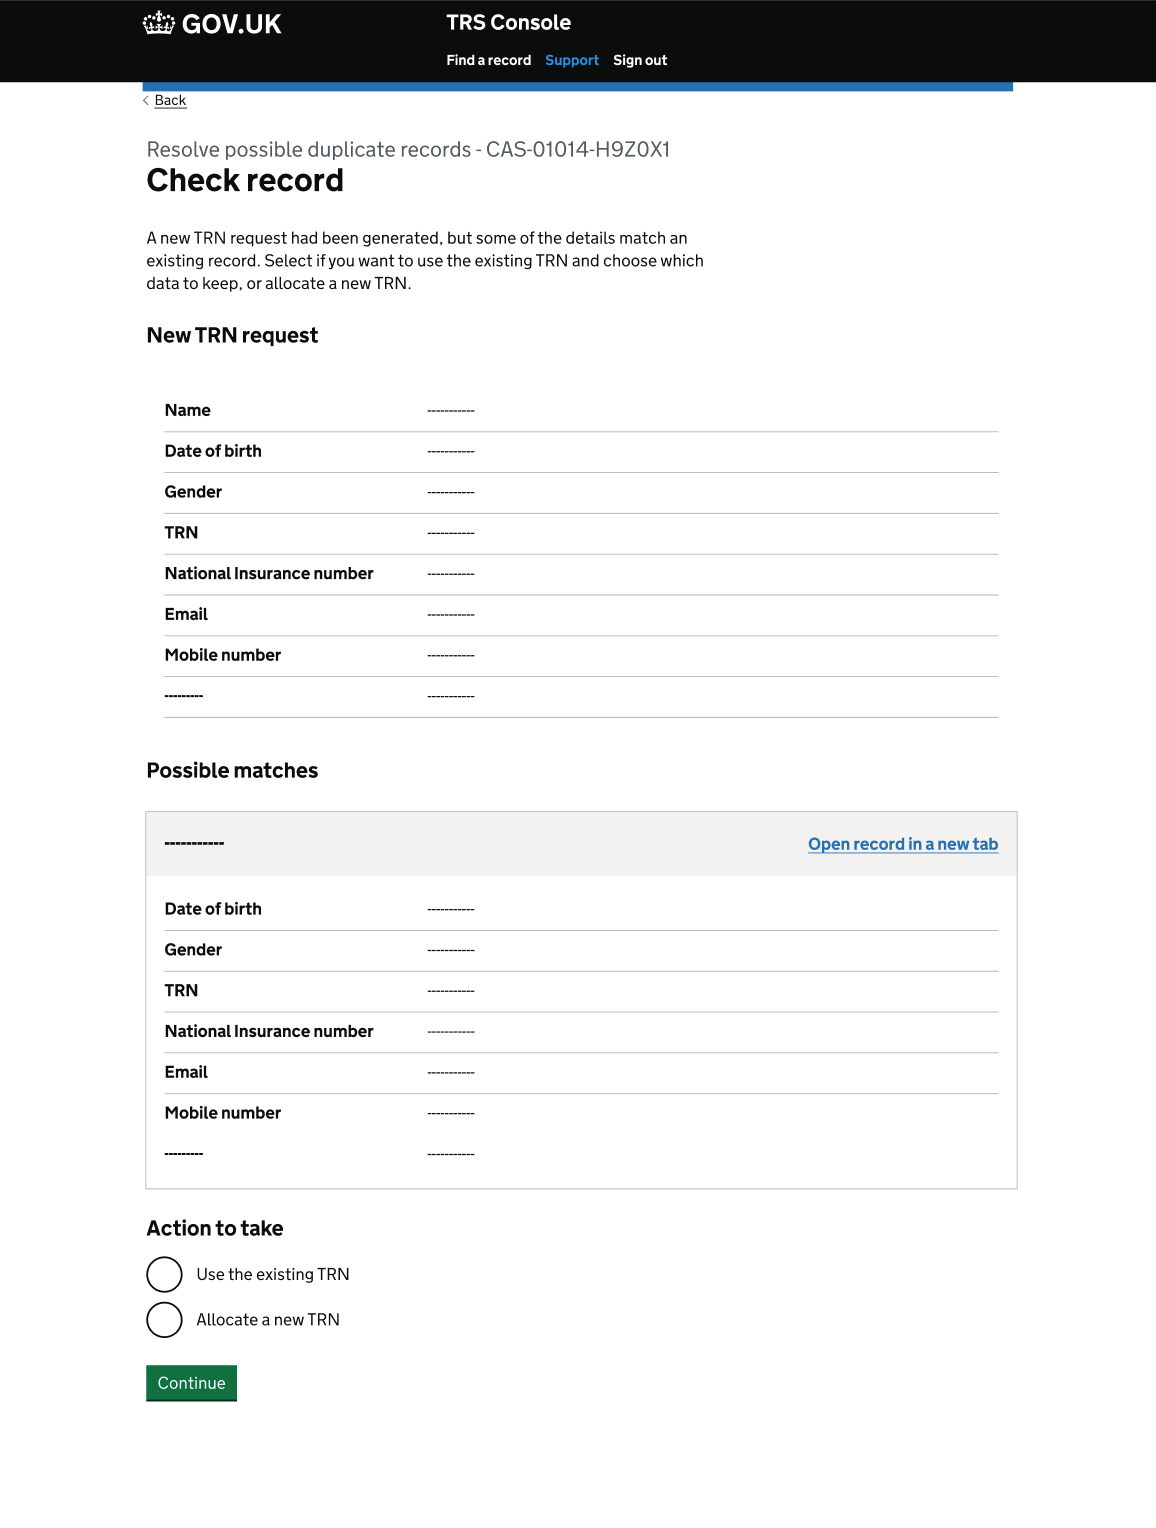 GOV.UK
TRS Console
Find a record Support Sign out
Back
Resolve possible duplicate records - CAS-01014-H9Z0X1
Check record
A new TRN request had been generated, but some of the details match an
existing record. Select if you want to use the existing TRN and choose which
data to keep, or allocate a new TRN.
New TRN request
Name -----------
Date of birth -----------
Gender -----------
TRN -----------
National Insurance number -----------
Email -----------
Mobile number -----------
--------- -----------
Possible matches
----------- Open record in a new tab
Date of birth -----------
Gender -----------
TRN -----------
National Insurance number -----------
Email -----------
Mobile number -----------
--------- -----------
Action to take
Use the existing TRN
Allocate a new TRN
Continue